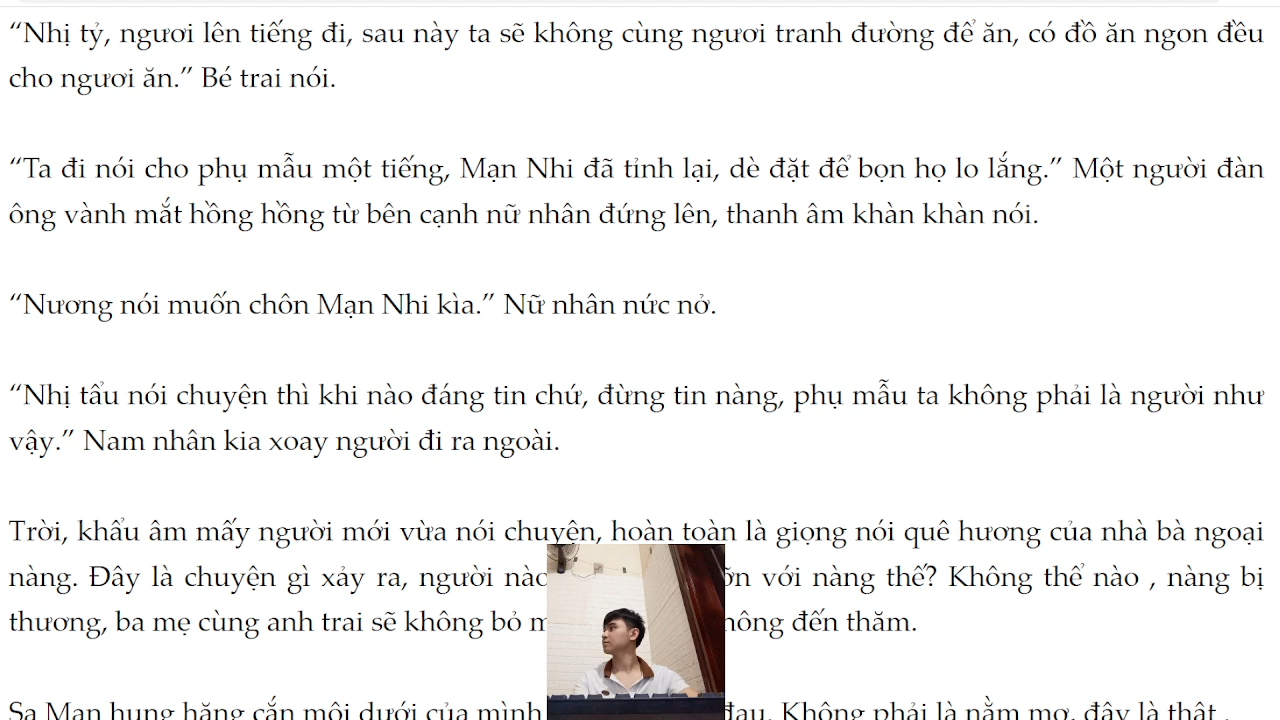 “Nhị tỷ, ngươi lên tiếng đi, sau này ta sẽ không cùng ngươi tranh đường để ăn, có đồ ăn ngon đều
cho ngươi ăn.” Bé trai nói.
“Ta đi nói cho phụ mẫu một tiếng, Mạn Nhi đã tỉnh lại, dè đặt để bọn họ lo lắng.” Một người đàn
ông vành mắt hồng hồng từ bên cạnh nữ nhân đứng lên, thanh âm khàn khàn nói.
“Nương nói muốn chôn Mạn Nhi kìa.” Nữ nhân nức nở.
“Nhị tẩu nói chuyện thì khi nào đáng tin chứ, đừng tin nàng, phụ mẫu ta không phải là người như
vậy.” Nam nhân kia xoay người đi ra ngoài.
Trời, khẩu âm mấy người mới vừa nói chuyện, hoàn toàn là giọng nói quê hương của nhà bà ngoại
nàng. Đây là chuyện gì xảy ra, người nào với nàng thế? Không thể nào , nàng bị
thương, ba mẹ cùng anh trai sẽ không bỏ đến thăm.
Sa Mạn hung hăng cắn môi dưới của mình đau. Không phải là nằm mơ, đây là thật .